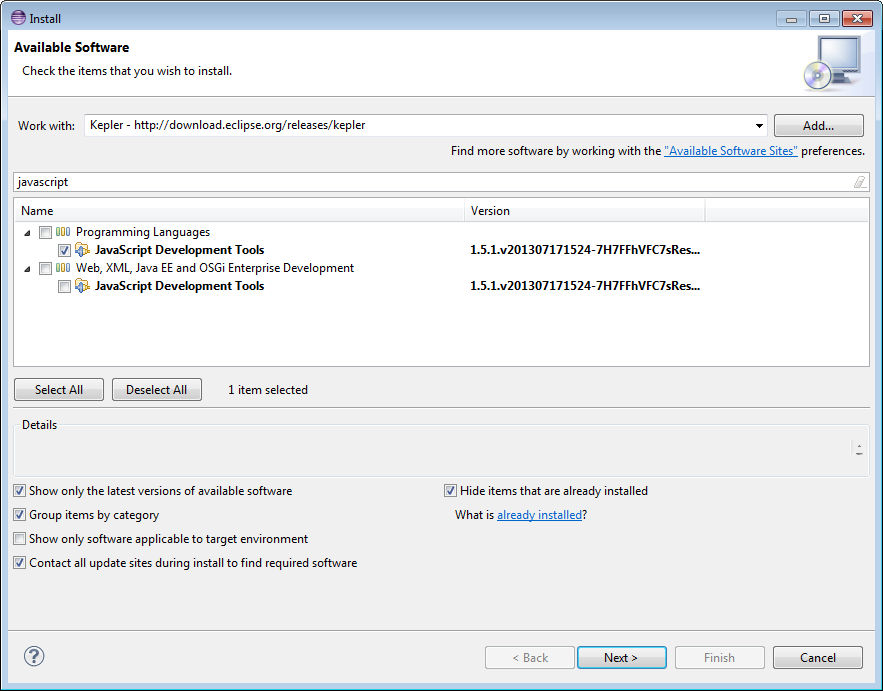 Install
Available Software
Check the items that you wish to install.
Work with: Kepler - http://download.eclipse.org/releases/kepler Add...
Find more software by working with the "Available Software Sites" preferences.
javascript
Name Version
Programming Languages
JavaScript Development Tools 1.5.1.v201307171524-7H7FFhVFC7sRes...
Web, XML, Java EE and OSGi Enterprise Development
JavaScript Development Tools 1.5.1.v201307171524-7H7FFhVFC7sRes...
Select All Deselect All 1 item selected
Details
Show only the latest versions of available software Hide items that are already installed
Group items by category What is already installed?
Show only software applicable to target environment
Contact all update sites during install to find required software
? < Back Next > Finish Cancel